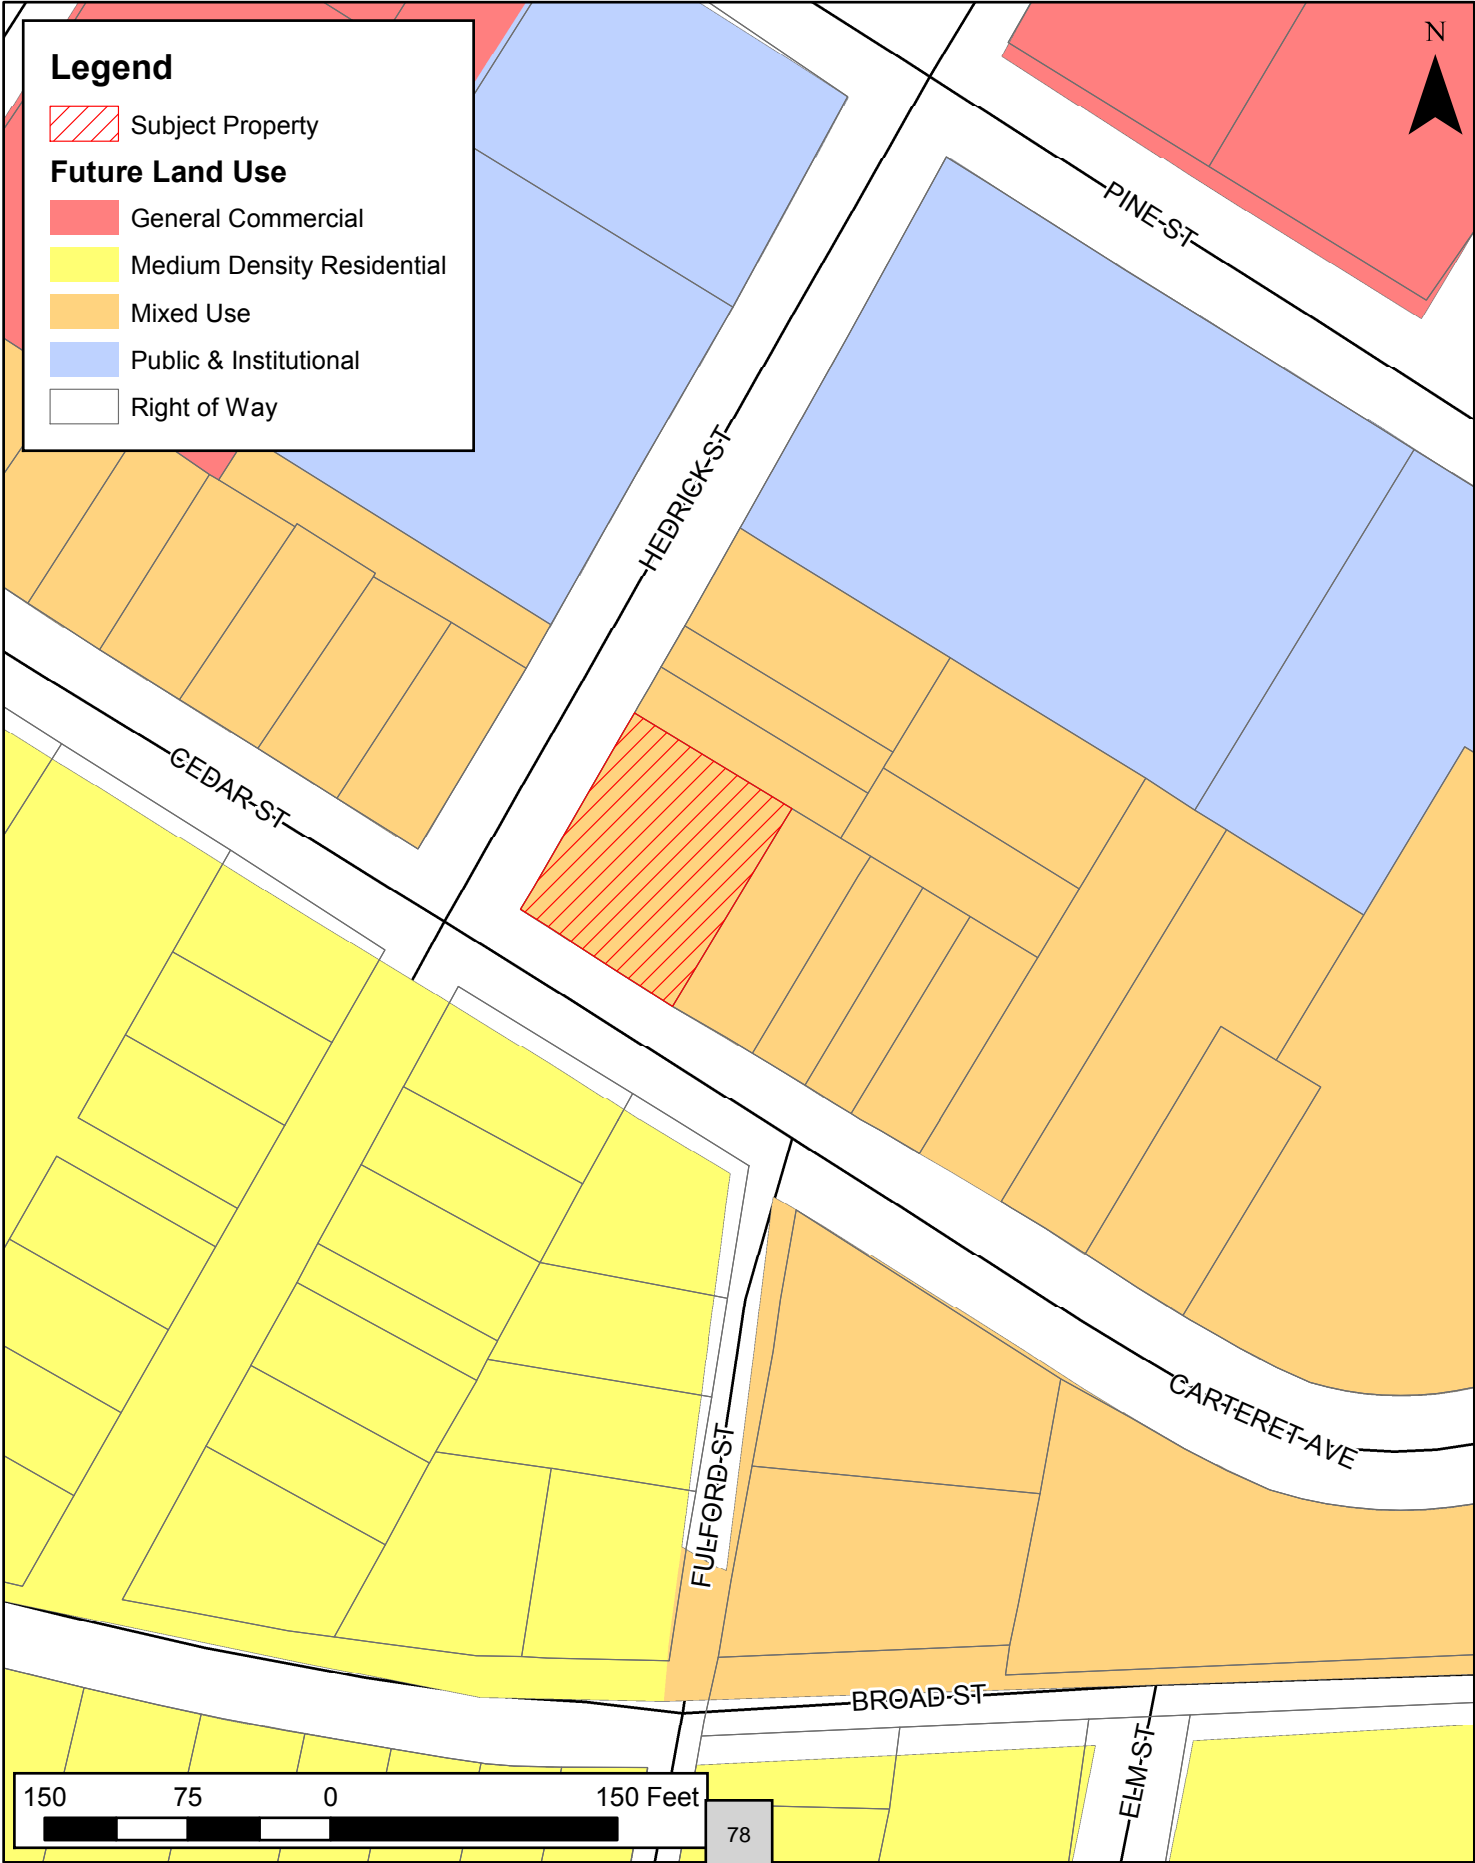 N
Legend
Subject Property
Future Land Use
General Commercial
Medium Density Residential
Mixed Use
Public & Institutional
Right of Way
PINE ST
HEDRICK ST
CEDAR ST
CARTERET AVE
FULFORD ST
BROAD ST
ELM ST
150 75 0 150 Feet
78